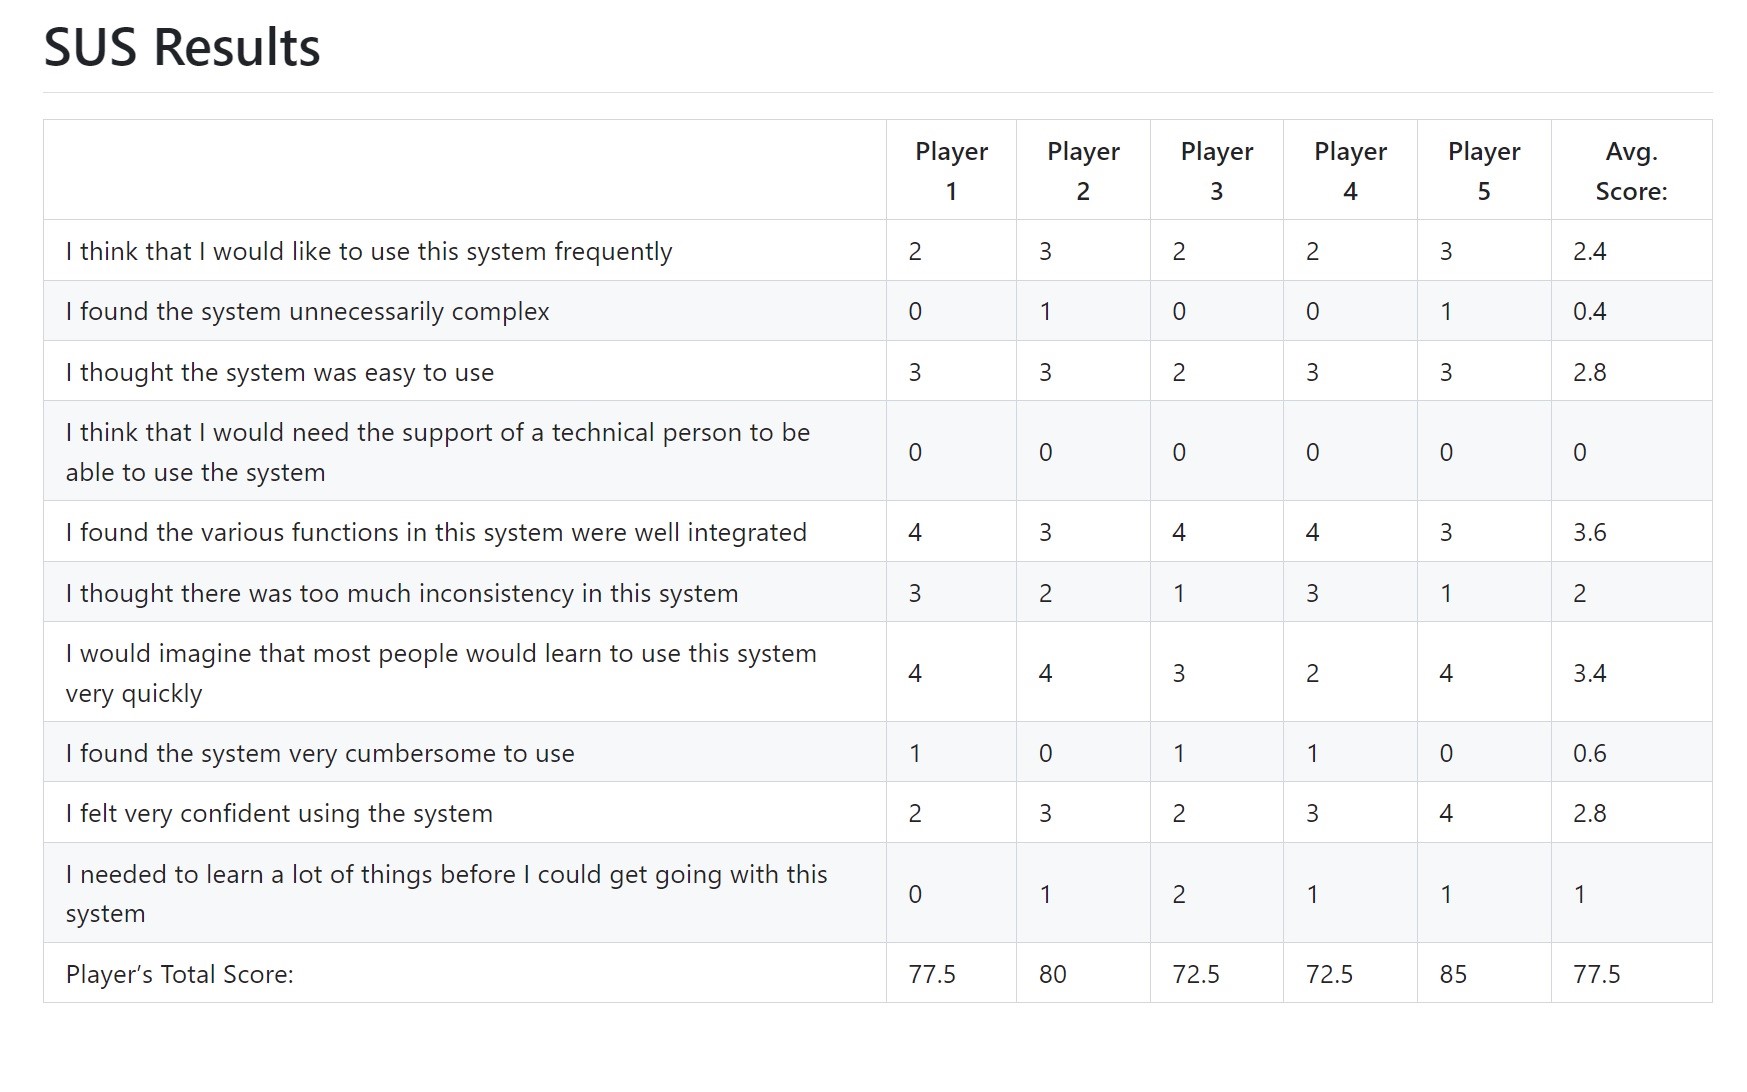 SUS Results
Player 1 Player 2 Player 3 Player 4 Player 5 Avg. Score:
I think that I would like to use this system frequently 2 3 2 2 3 2.4
I found the system unnecessarily complex 0 1 0 0 1 0.4
I thought the system was easy to use 3 3 2 3 3 2.8
I think that I would need the support of a technical person to be
able to use the system 0 0 0 0 0 0
I found the various functions in this system were well integrated 4 3 4 4 3 3.6
I thought there was too much inconsistency in this system 3 2 1 3 1 2
I would imagine that most people would learn to use this system
very quickly 4 4 3 2 4 3.4
I found the system very cumbersome to use 1 0 1 1 0 0.6
I felt very confident using the system 2 3 2 3 4 2.8
I needed to learn a lot of things before I could get going with this
system 0 1 2 1 1 1
Player’s Total Score: 77.5 80 72.5 72.5 85 77.5